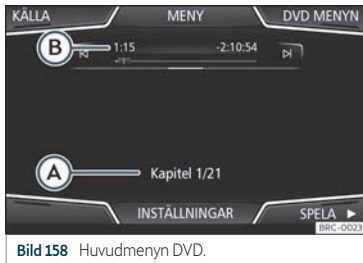 KÄLLA MENY DVD MENYN
B 1:15 -2:10:54
A Kapitel 1/21
INSTÄLLNINGAR SPELA
BRC-0023
Bild 158 Huvudmenyn DVD.